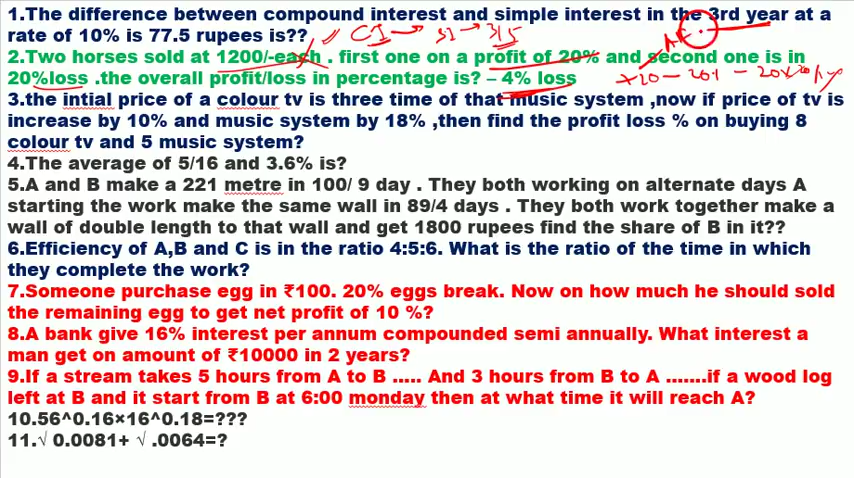 1.The difference between compound interest and simple interest in the 3rd year at a
rate of 10% is 77.5 rupees is??
CI → SI → 315
2.Two horses sold at 1200/-each . first one on a profit of 20% and second one is in
20%loss .the overall profit/loss in percentage is? – 4% loss
+20 - 20
3.the intial price of a colour tv is three time of that music system ,now if price of tv is
increase by 10% and music system by 18% ,then find the profit loss % on buying 8
colour tv and 5 music system?
4.The average of 5/16 and 3.6% is?
5.A and B make a 221 metre in 100/ 9 day . They both working on alternate days A
starting the work make the same wall in 89/4 days . They both work together make a
wall of double length to that wall and get 1800 rupees find the share of B in it??
6.Efficiency of A,B and C is in the ratio 4:5:6. What is the ratio of the time in which
they complete the work?
7.Someone purchase egg in ₹100. 20% eggs break. Now on how much he should sold
the remaining egg to get net profit of 10 %?
8.A bank give 16% interest per annum compounded semi annually. What interest a
man get on amount of ₹10000 in 2 years?
9.If a stream takes 5 hours from A to B ..... And 3 hours from B to A .......if a wood log
left at B and it start from B at 6:00 monday then at what time it will reach A?
10.56^0.16×16^0.18=???
11.√ 0.0081+ √ .0064=?